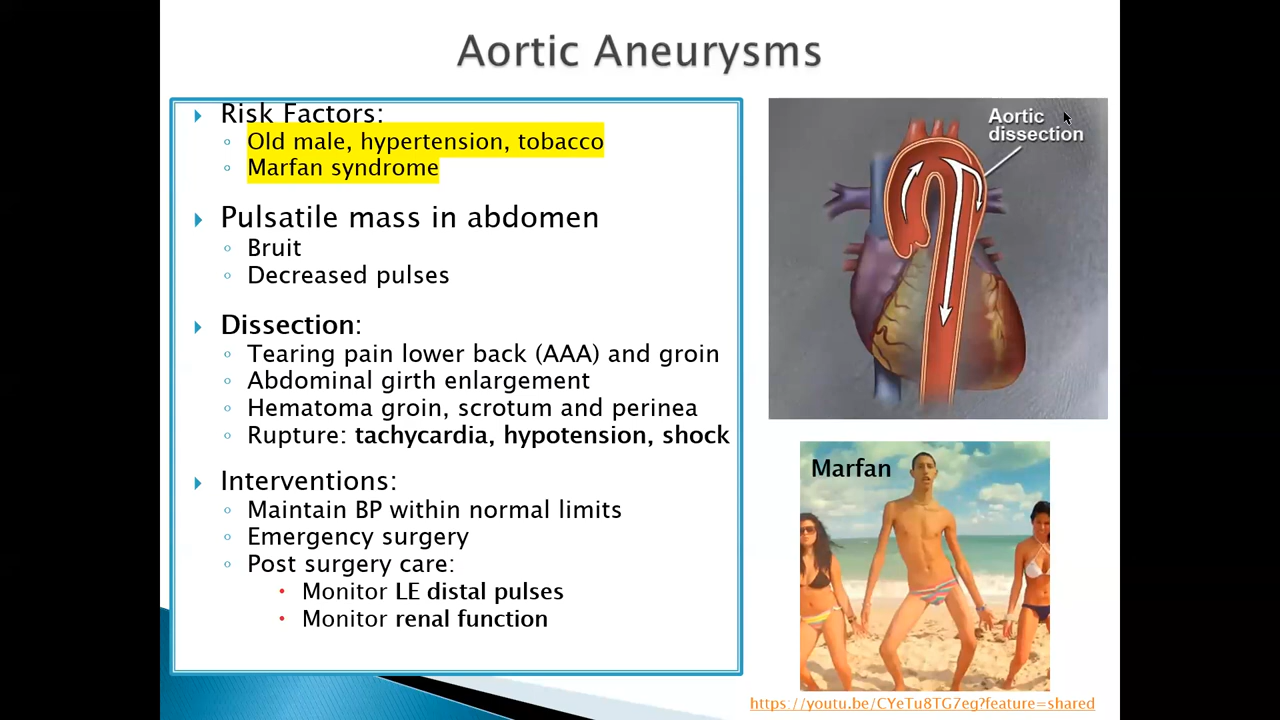 Aortic Aneurysms
Risk Factors:
Old male, hypertension, tobacco
Marfan syndrome
Pulsatile mass in abdomen
Bruit
Decreased pulses
Dissection:
Tearing pain lower back (AAA) and groin
Abdominal girth enlargement
Hematoma groin, scrotum and perinea
Rupture: tachycardia, hypotension, shock
Interventions:
Maintain BP within normal limits
Emergency surgery
Post surgery care:
Monitor LE distal pulses
Monitor renal function
Aortic
dissection
Marfan
https://youtu.be/CYeTu8TG7eg?feature=shared